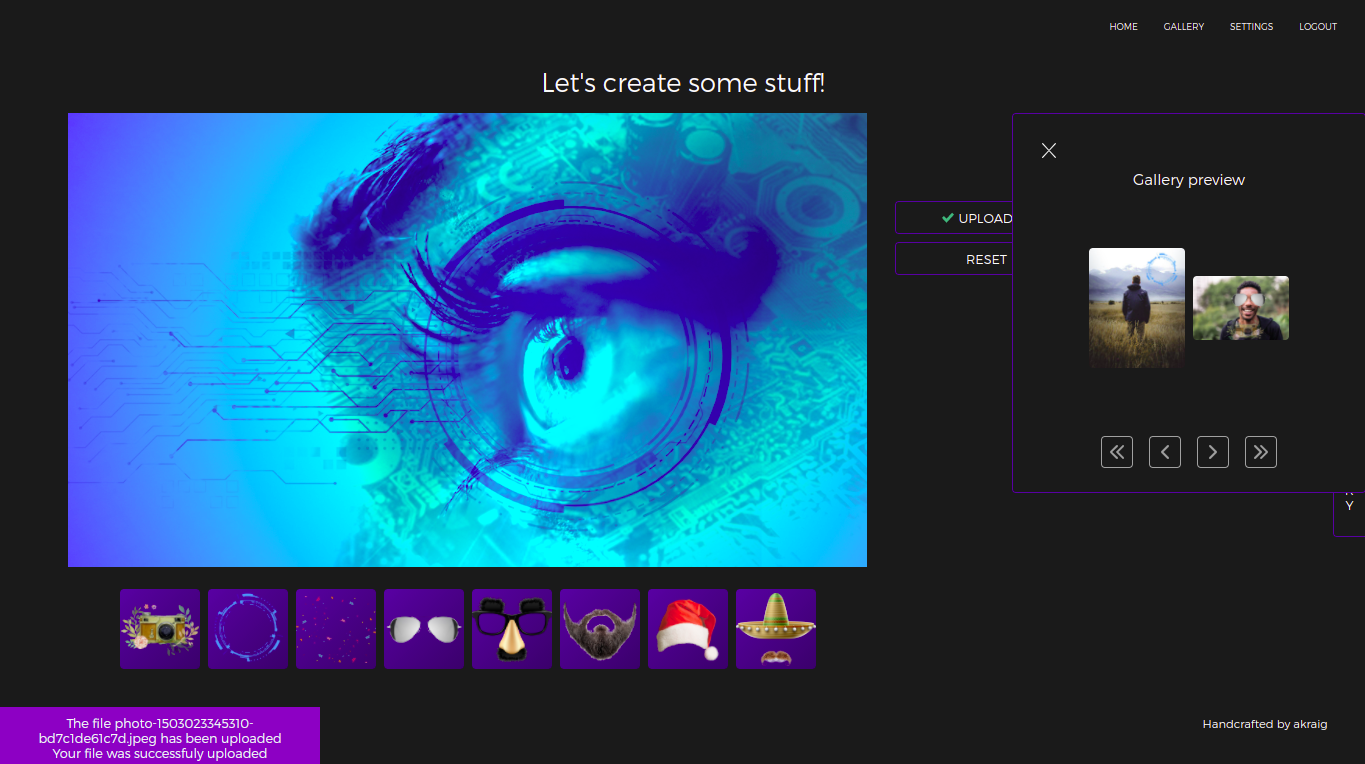 HOME GALLERY SETTINGS LOGOUT
Let's create some stuff!
Gallery preview
UPLOAD
RESET
Y
The file photo-1503023345310-
bd7c1de61c7d.jpeg has been uploaded
Your file was successfuly uploaded
Handcrafted by akraig